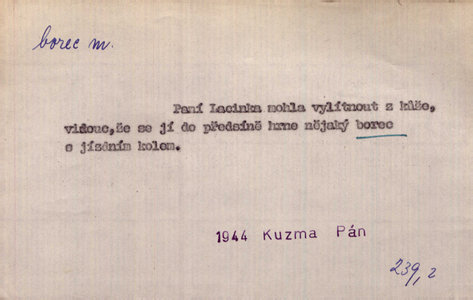 borec m.
Paní Lacinka mohla vylítnout z kůže,
vidouc,že se jí do předsíně hrne nějaký borec
s jízdním kolem.
1944 Kuzma Pán
239,2